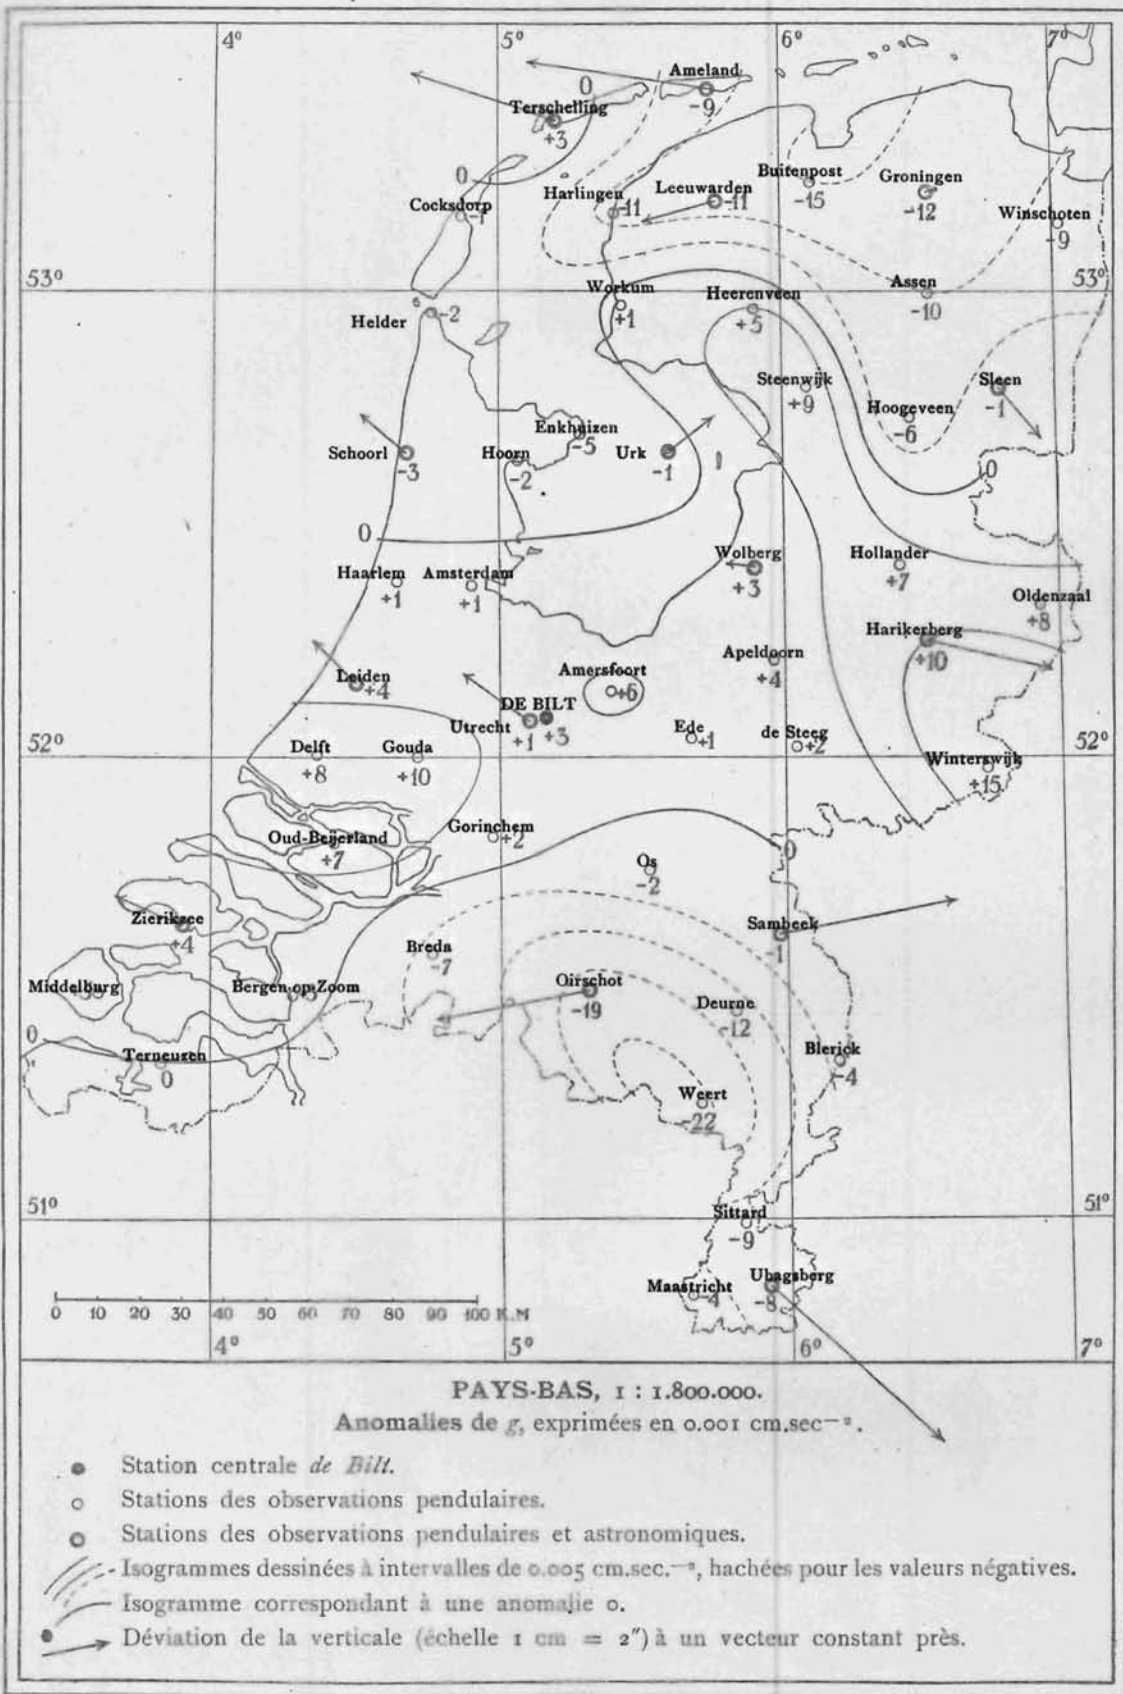 4° 5° 6° 7°
Ameland
0
-9
Terschelling
+3
0
Buitenpost
Groningen
Harlingen
Leeuwarden
-15
-12
Cocksdorp
-1
-11
-11
Winschoten
-9
53° 53°
Workum
Heerenveen
Assen
-10
Helder
-2
+1
+5
Steenwijk
+9
Sleen
-1
Hoogeveen
-6
Enkhuizen
-5
Schoorl
-3
Hoorn
-2
Urk
-1
0
0
Wolberg
+3
Hollander
+7
Haarlem
+1
Amsterdam
+1
Oldenzaal
+8
Harikerberg
+10
Apeldoorn
+4
Leiden
+4
Amersfoort
+6
DE BILT
+3
Utrecht
+1
Ede
+1
de Steeg
+2
52°
Delft
+8
Gouda
+10
Winterswijk
+15
Oud-Beijerland
+7
Gorinchem
+2
0
Os
-2
Zierikzee
+4
Sambeek
-1
Breda
-7
Middelburg
Bergen op Zoom
Oirschot
-19
Deurne
-12
0
Terneuzen
0
Blerick
-4
Weert
-22
51° 51°
Sittard
-9
Maastricht
-4
Ubagsberg
-8
0 10 20 30 40 50 60 70 80 90 100 K.M
4° 5° 6° 7°
PAYS-BAS, 1 : 1.800.000.
Anomalies de g, exprimées en 0.001 cm.sec⁻².
Station centrale de Bilt.
Stations des observations pendulaires.
Stations des observations pendulaires et astronomiques.
Isogrammes dessinées à intervalles de 0.005 cm.sec.⁻², hachées pour les valeurs négatives.
Isogramme correspondant à une anomalie 0.
Déviation de la verticale (échelle 1 cm = 2") à un vecteur constant près.